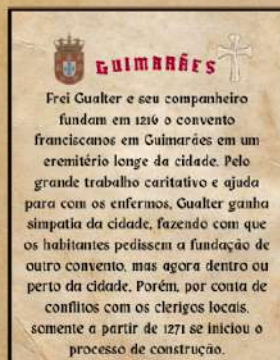 GUIMARÃES
Frei Gualter e seu companheiro
fundam em 1216 o convento
franciscanos em Guimarães em um
eremitério longe da cidade. Pelo
grande trabalho caritativo e ajuda
para com os enfermos, Gualter ganha
simpatia da cidade, fazendo com que
os habitantes pedissem a fundação de
outro convento, mas agora dentro ou
perto da cidade. Porém, por conta de
conflitos com os clerigos locais,
somente a partir de 1271 se iniciou o
processo de construção.